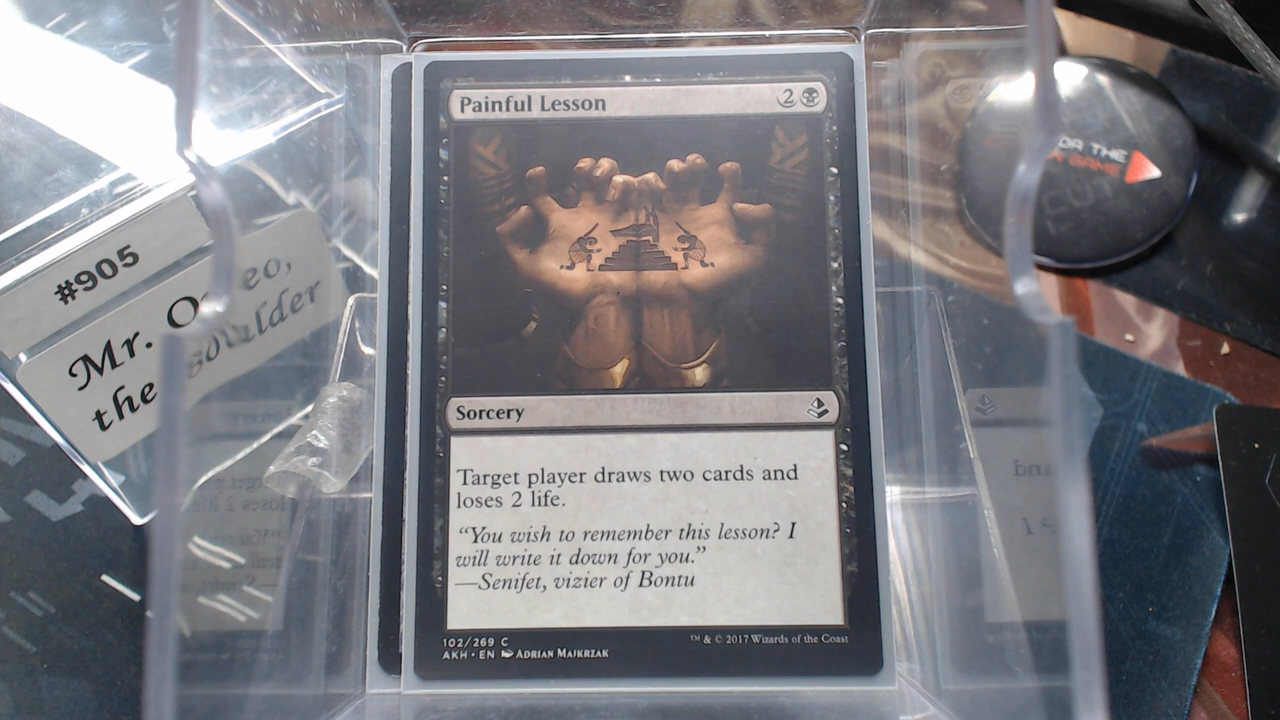 Painful Lesson 2
Sorcery
Target player draws two cards and
loses 2 life.
“You wish to remember this lesson? I
will write it down for you.”
—Senifet, vizier of Bontu
102/269 C
AKH • EN ADRIAN MAJKRZAK
™ & © 2017 Wizards of the Coast
#905
Mr.
the
OR THE